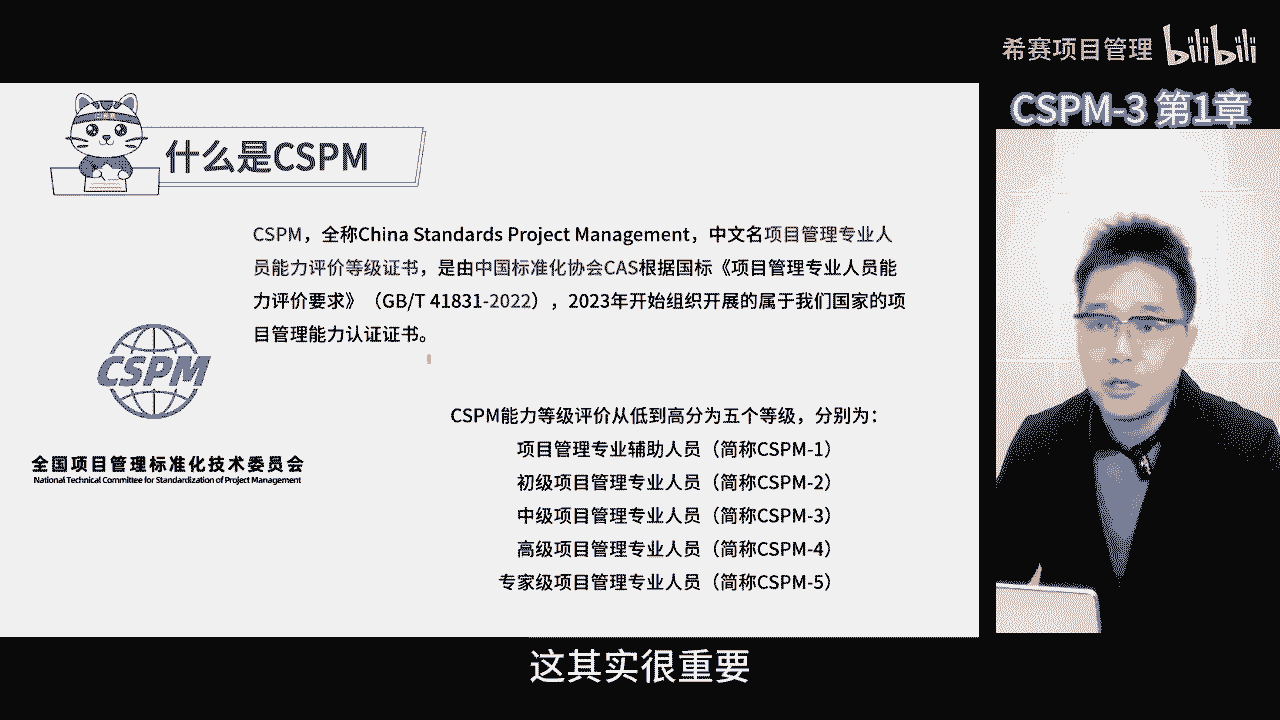 希赛项目管理 bilibili
CSPM-3 第1章
什么是CSPM
CSPM，全称China Standards Project Management，中文名项目管理专业人
员能力评价等级证书，是由中国标准化协会CAS根据国标《项目管理专业人员能
力评价要求》（GB/T 41831-2022），2023年开始组织开展的属于我们国家的项
目管理能力认证证书。
CSPM
全国项目管理标准化技术委员会
National Technical Committee for Standardization of Project Management
CSPM能力等级评价从低到高分为五个等级，分别为：
项目管理专业辅助人员（简称CSPM-1）
初级项目管理专业人员（简称CSPM-2）
中级项目管理专业人员（简称CSPM-3）
高级项目管理专业人员（简称CSPM-4）
专家级项目管理专业人员（简称CSPM-5）
这其实很重要